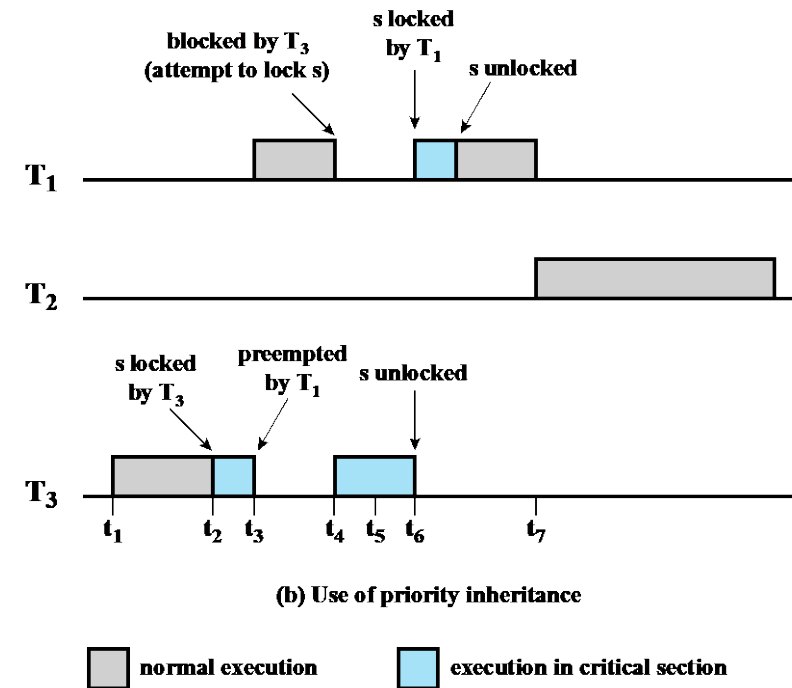 s locked
by T₁
blocked by T₃
(attempt to lock s)
s unlocked
T₁
T₂
s locked
by T₃
preempted
by T₁
s unlocked
T₃
t₁ t₂ t₃ t₄ t₅ t₆ t₇
(b) Use of priority inheritance
normal execution
execution in critical section